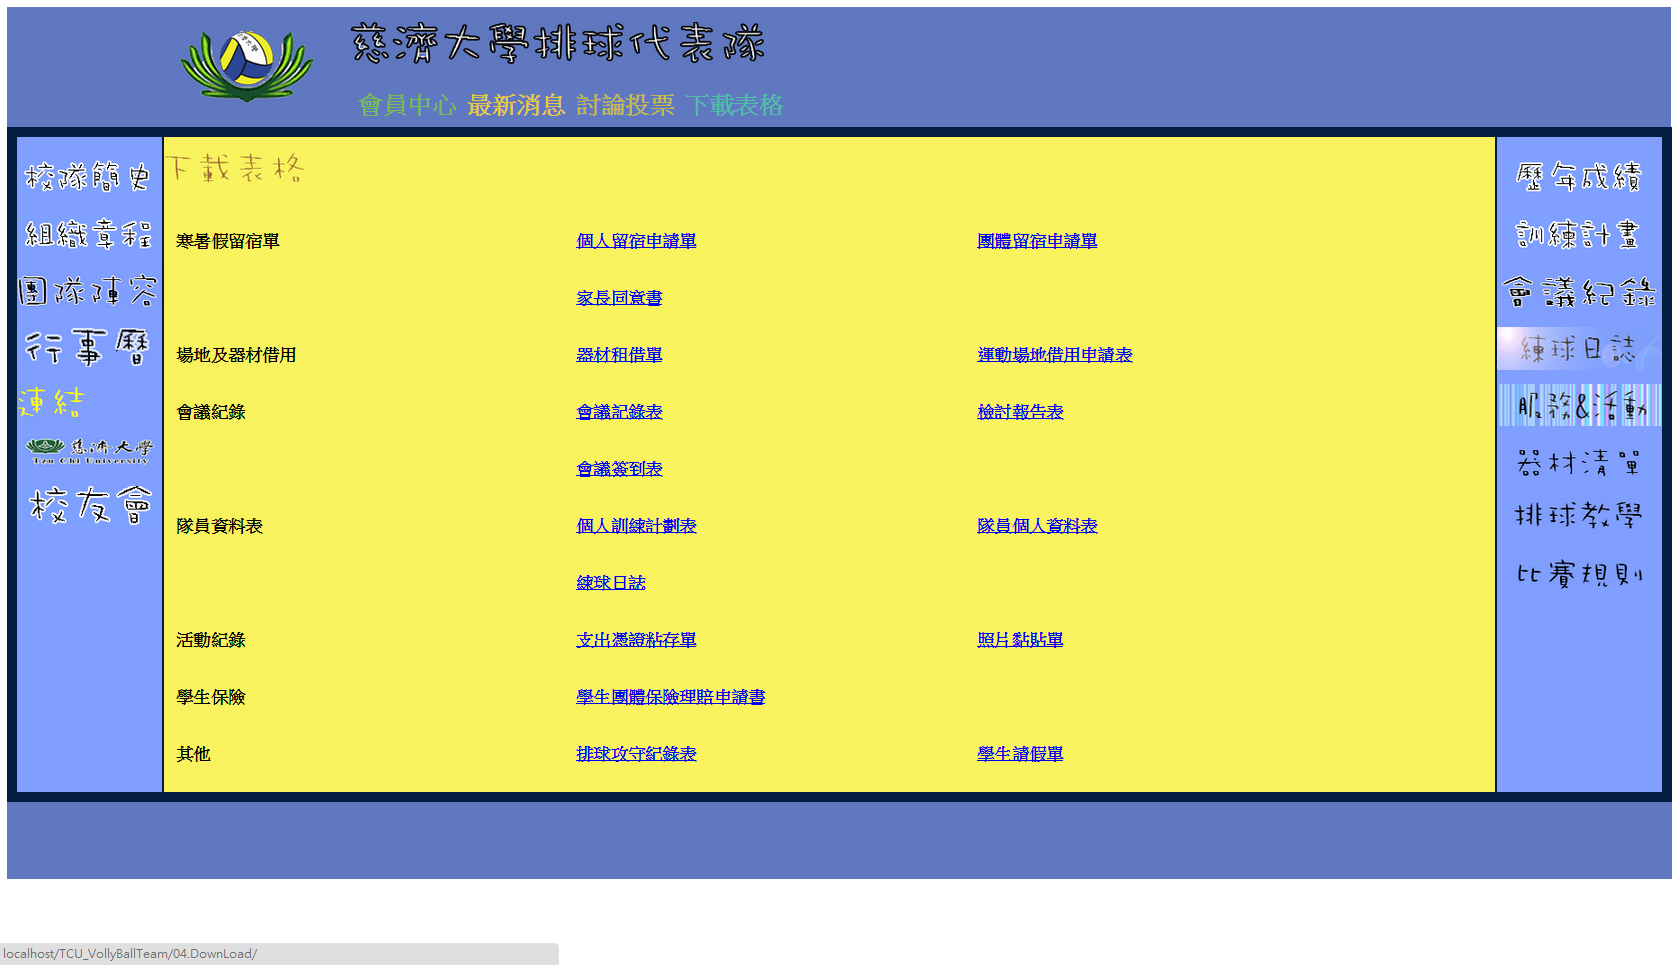 慈濟大學排球代表隊
會員中心 最新消息 討論投票 下載表格
校隊簡史
組織章程
團隊陣容
行事曆
連結
慈濟大學
Tzu Chi University
校友會
下載表格
寒暑假留宿單 個人留宿申請單 團體留宿申請單
家長同意書
場地及器材借用 器材租借單 運動場地借用申請表
會議紀錄 會議記錄表 檢討報告表
會議簽到表
隊員資料表 個人訓練計劃表 隊員個人資料表
練球日誌
活動紀錄 支出憑證粘存單 照片黏貼單
學生保險 學生團體保險理賠申請書
其他 排球攻守紀錄表 學生請假單
歷年成績
訓練計畫
會議紀錄
練球日誌
服務&活動
器材清單
排球教學
比賽規則
localhost/TCU_VollyBallTeam/04.DownLoad/